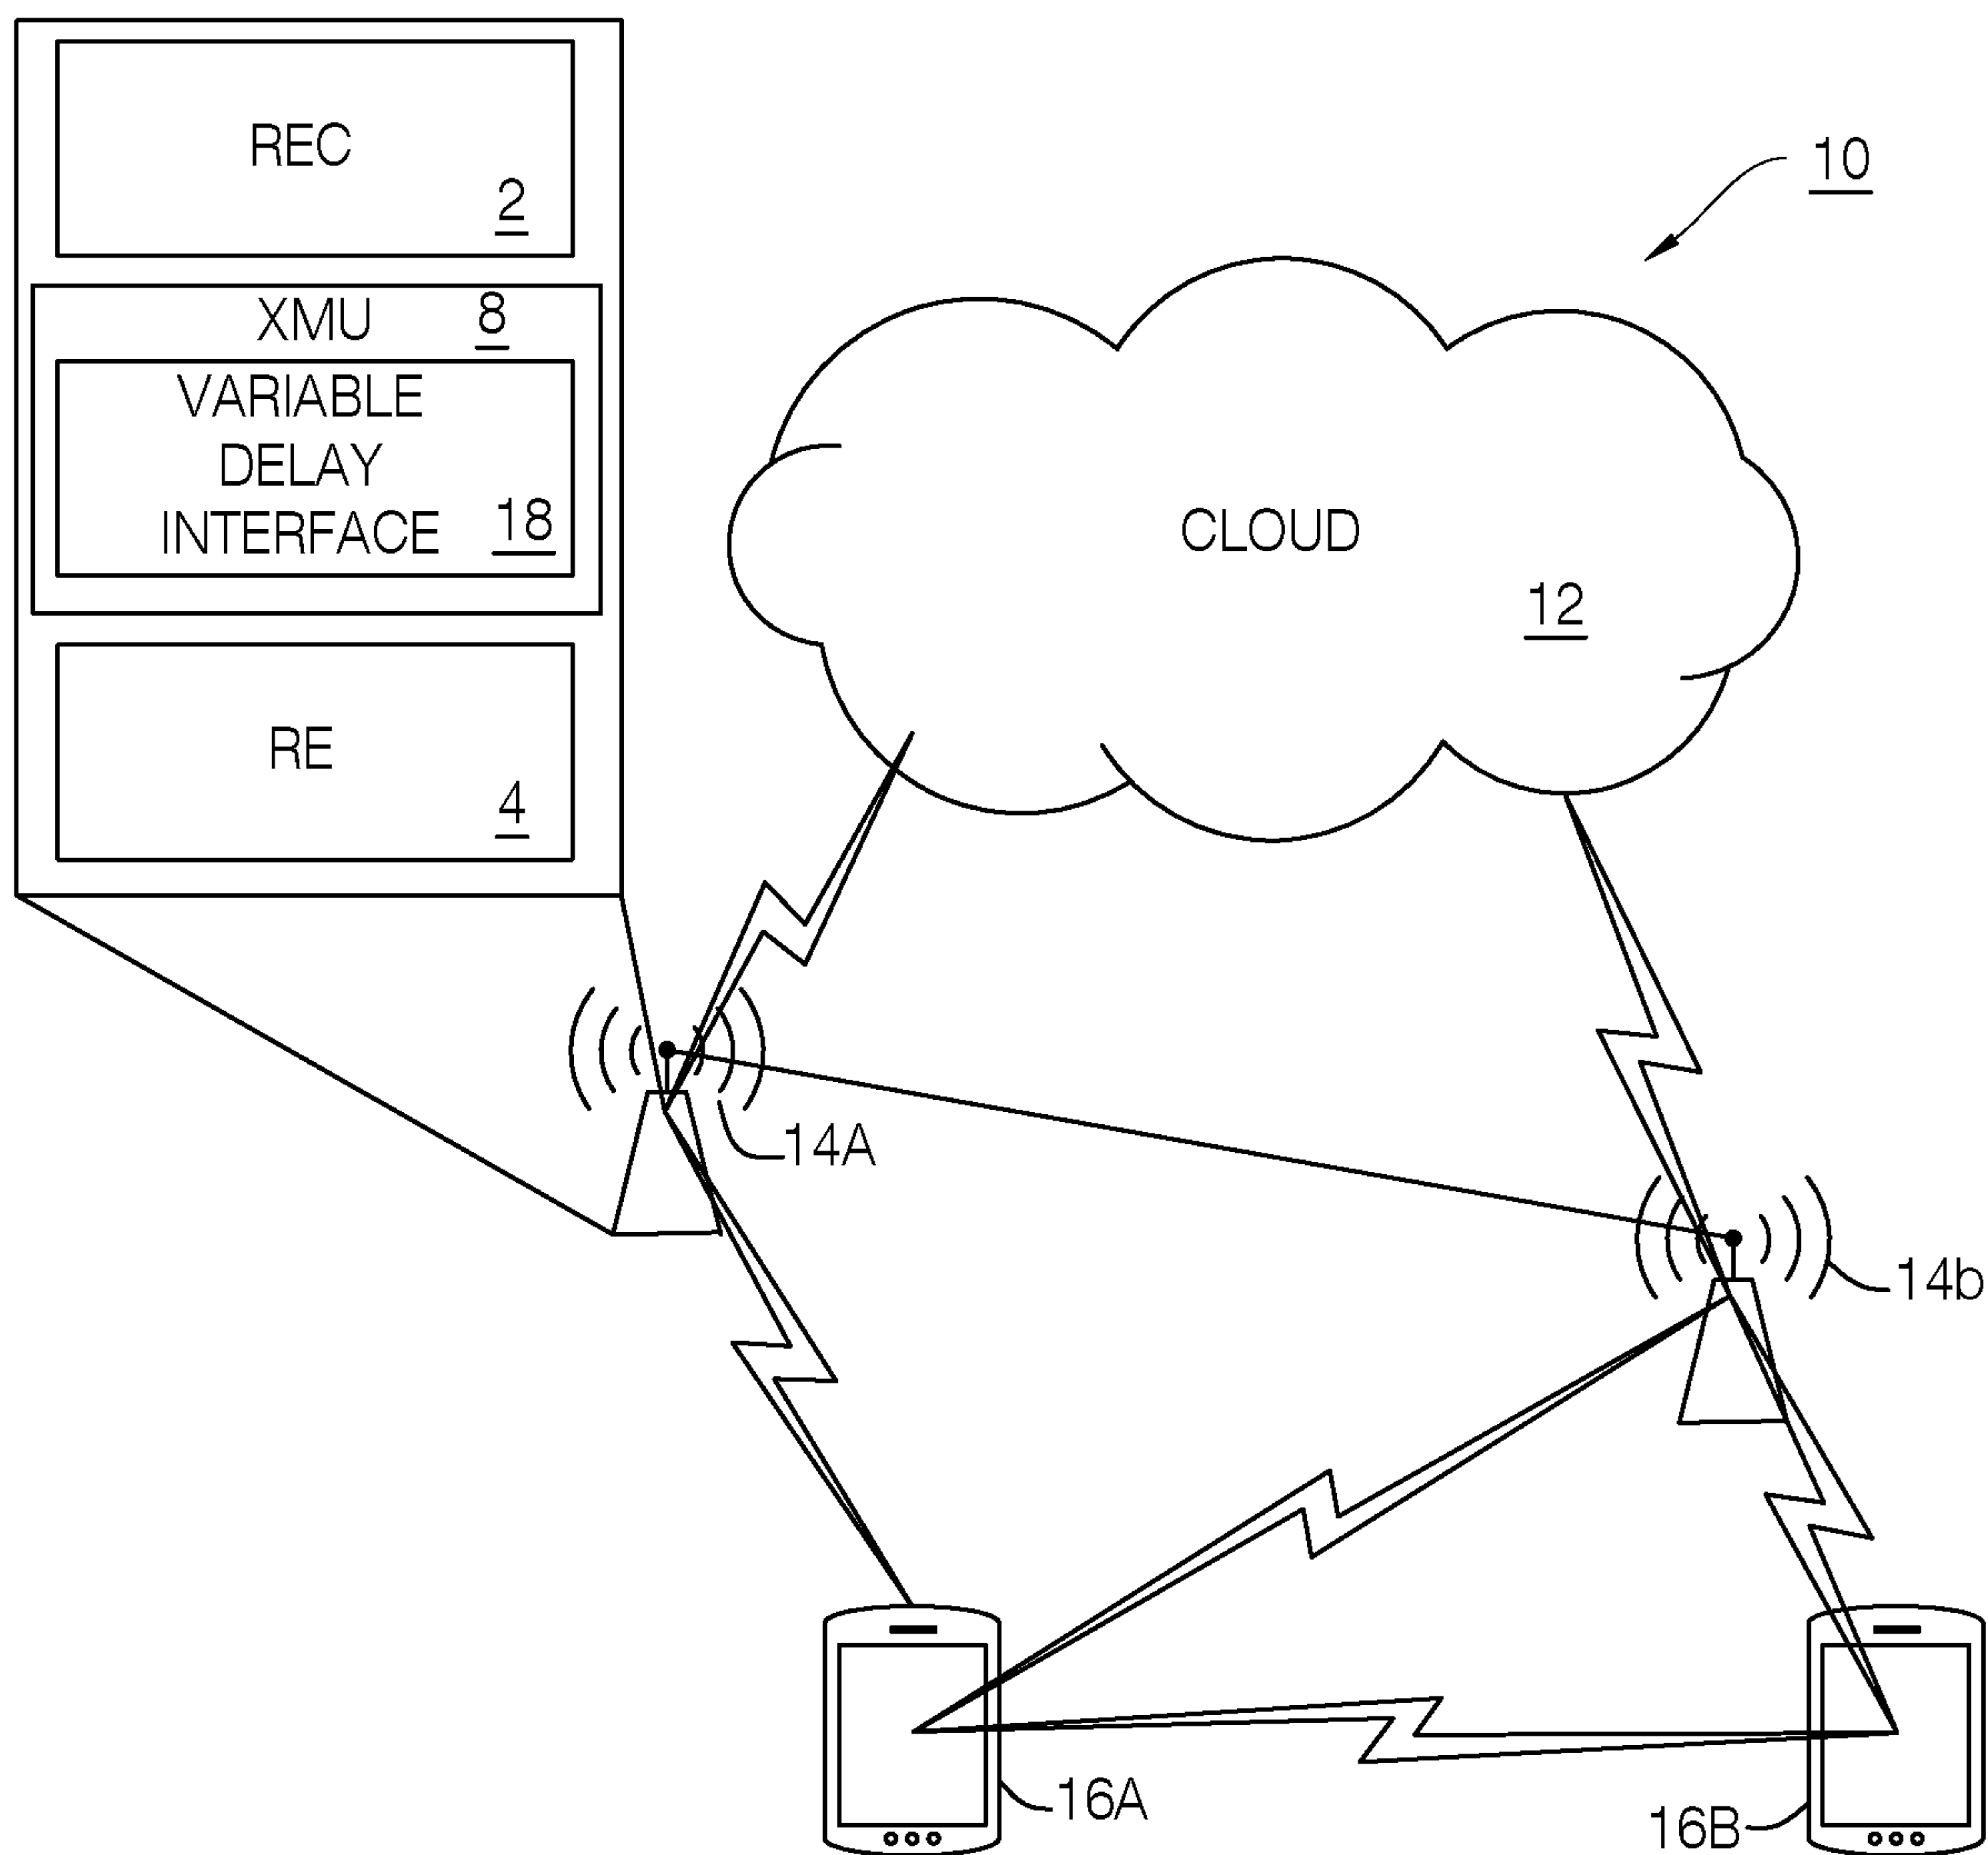 REC
2
10
XMU 8
VARIABLE
DELAY
INTERFACE 18
CLOUD
12
RE
4
14A
14b
16A
16B